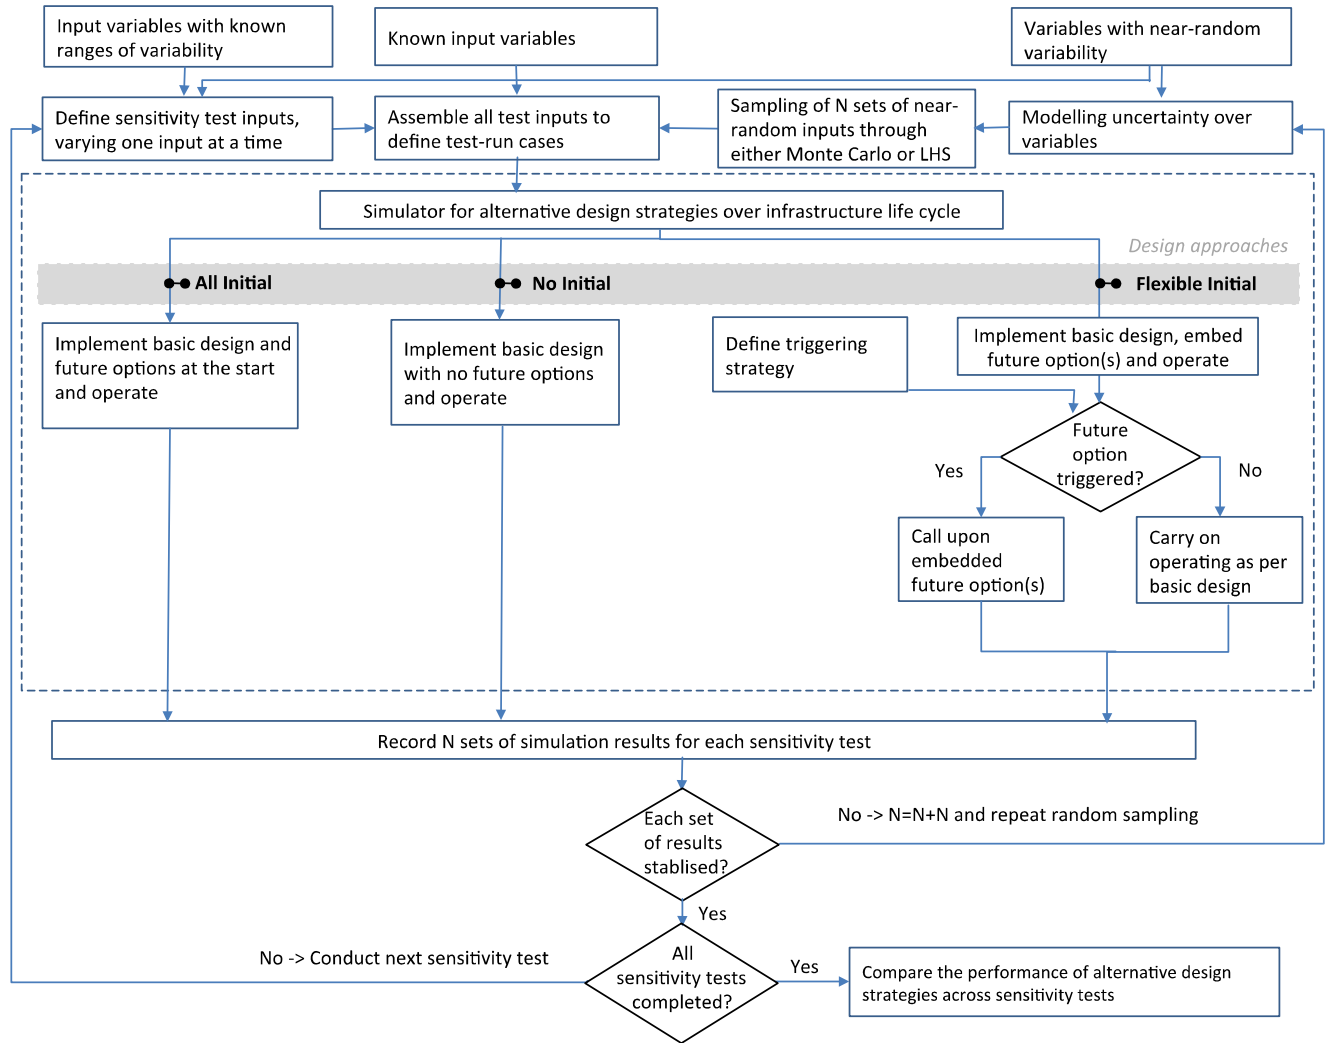 Input variables with known
ranges of variability
Known input variables
Variables with near-random
variability
Define sensitivity test inputs,
varying one input at a time
Assemble all test inputs to
define test-run cases
Sampling of N sets of near-
random inputs through
either Monte Carlo or LHS
Modelling uncertainty over
variables
Simulator for alternative design strategies over infrastructure life cycle
Design approaches
All Initial
No Initial
Flexible Initial
Implement basic design and
future options at the start
and operate
Implement basic design
with no future options
and operate
Define triggering
strategy
Implement basic design, embed
future option(s) and operate
Future
option
triggered?
Yes
No
Call upon
embedded
future option(s)
Carry on
operating as per
basic design
Record N sets of simulation results for each sensitivity test
Each set
of results
stablised?
No -> N=N+N and repeat random sampling
Yes
No -> Conduct next sensitivity test
All
sensitivity tests
completed?
Yes
Compare the performance of alternative design
strategies across sensitivity tests